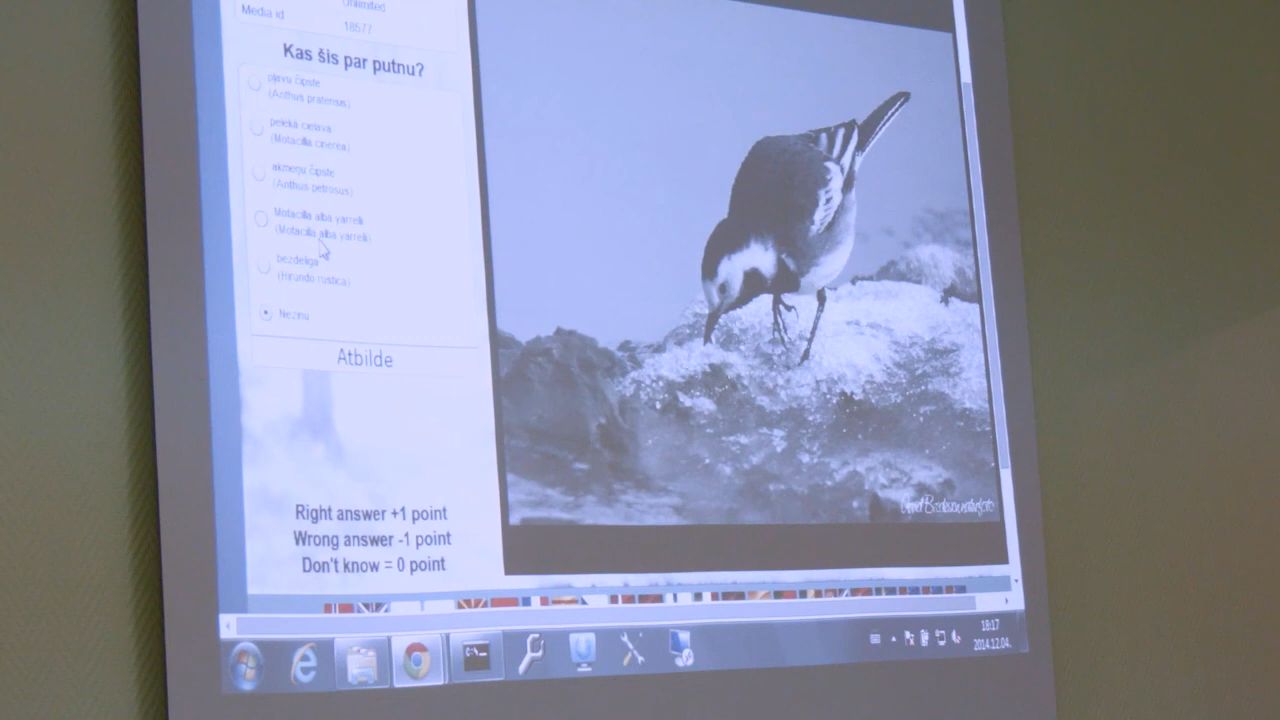 Unlimited
Media id
18577
Kas šis par putnu?
pļavu čipste
(Anthus pratensis)
pelēkā cielava
(Motacilla cinerea)
akmeņu čipste
(Anthus petrosus)
Motacilla alba yarrelli
(Motacilla alba yarrelli)
bezdelīga
(Hirundo rustica)
Nezinu
Atbilde
Right answer +1 point
Wrong answer -1 point
Don't know = 0 point
C:\_
18:17
2014.12.04.